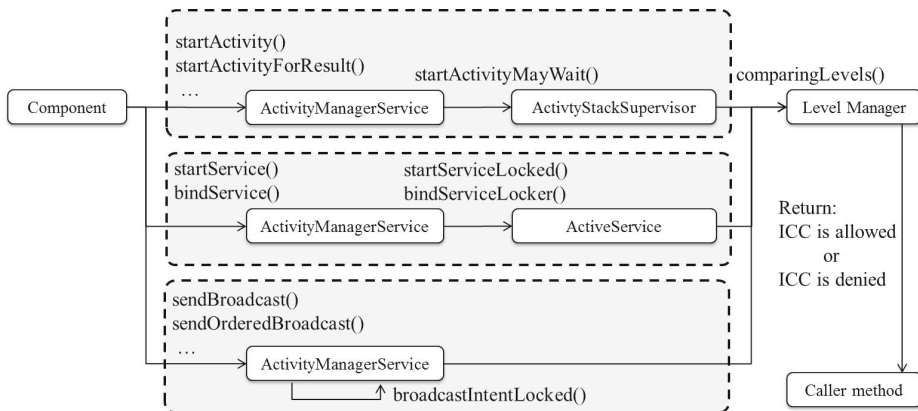 startActivity()
startActivityForResult()
...
startActivityMayWait()
comparingLevels()
Component
ActivityManagerService
ActivtyStackSupervisor
Level Manager
startService()
bindService()
startServiceLocked()
bindServiceLocker()
ActivityManagerService
ActiveService
Return:
ICC is allowed
or
ICC is denied
sendBroadcast()
sendOrderedBroadcast()
...
ActivityManagerService
broadcastIntentLocked()
Caller method